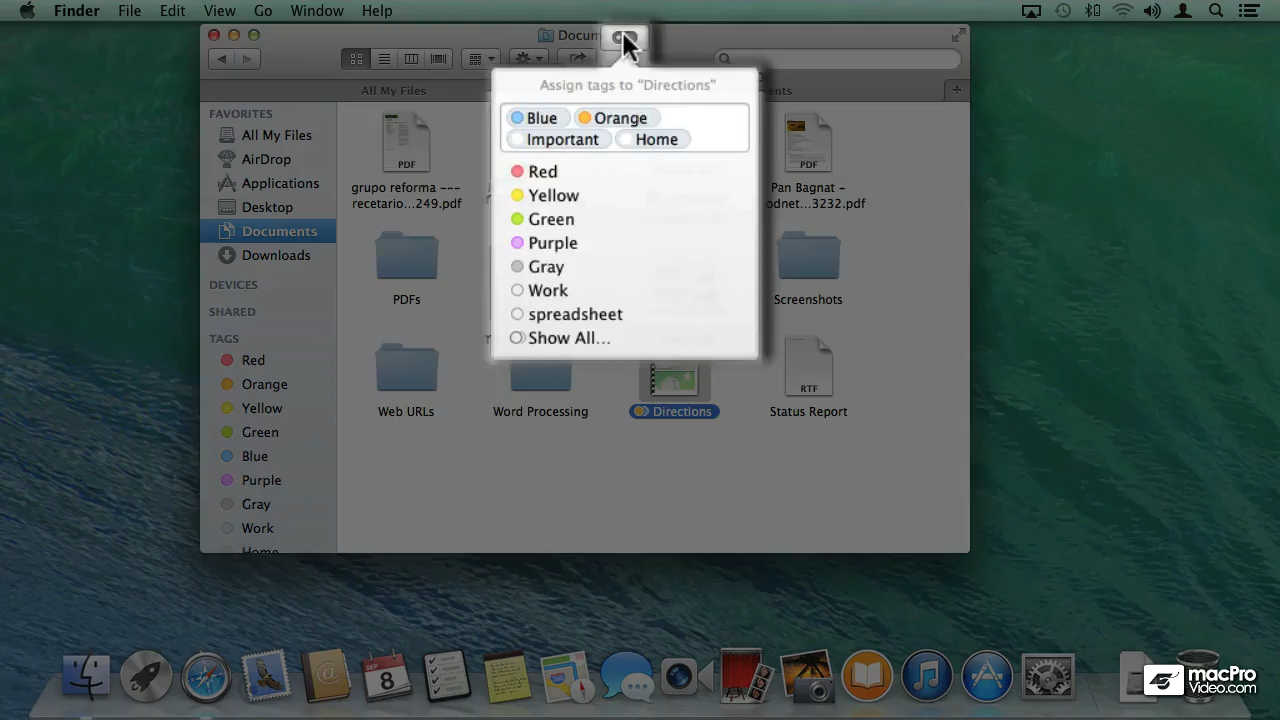 Finder File Edit View Go Window Help
Docum
Assign tags to “Directions”
All My Files
ents
Blue Orange
Important Home
Red
Yellow
Green
Purple
Gray
Work
spreadsheet
Show All...
FAVORITES
All My Files
AirDrop
Applications
Desktop
Documents
Downloads
DEVICES
SHARED
TAGS
Red
Orange
Yellow
Green
Blue
Purple
Gray
Work
Home
PDF
grupo reforma ---
recetario...249.pdf
PDF
Pan Bagnat –
odnet...3232.pdf
PDFs
Screenshots
Web URLs
Word Processing
Directions
RTF
Status Report
SEP
8
macPro
Video.com